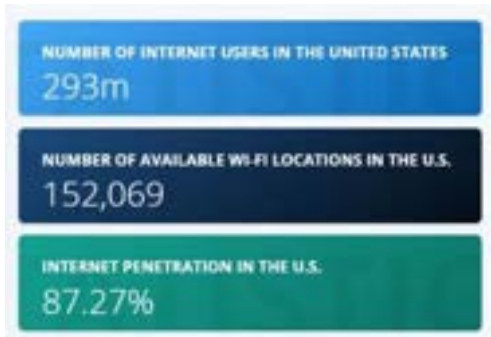 NUMBER OF INTERNET USERS IN THE UNITED STATES
293m
NUMBER OF AVAILABLE WI-FI LOCATIONS IN THE U.S.
152,069
INTERNET PENETRATION IN THE U.S.
87.27%